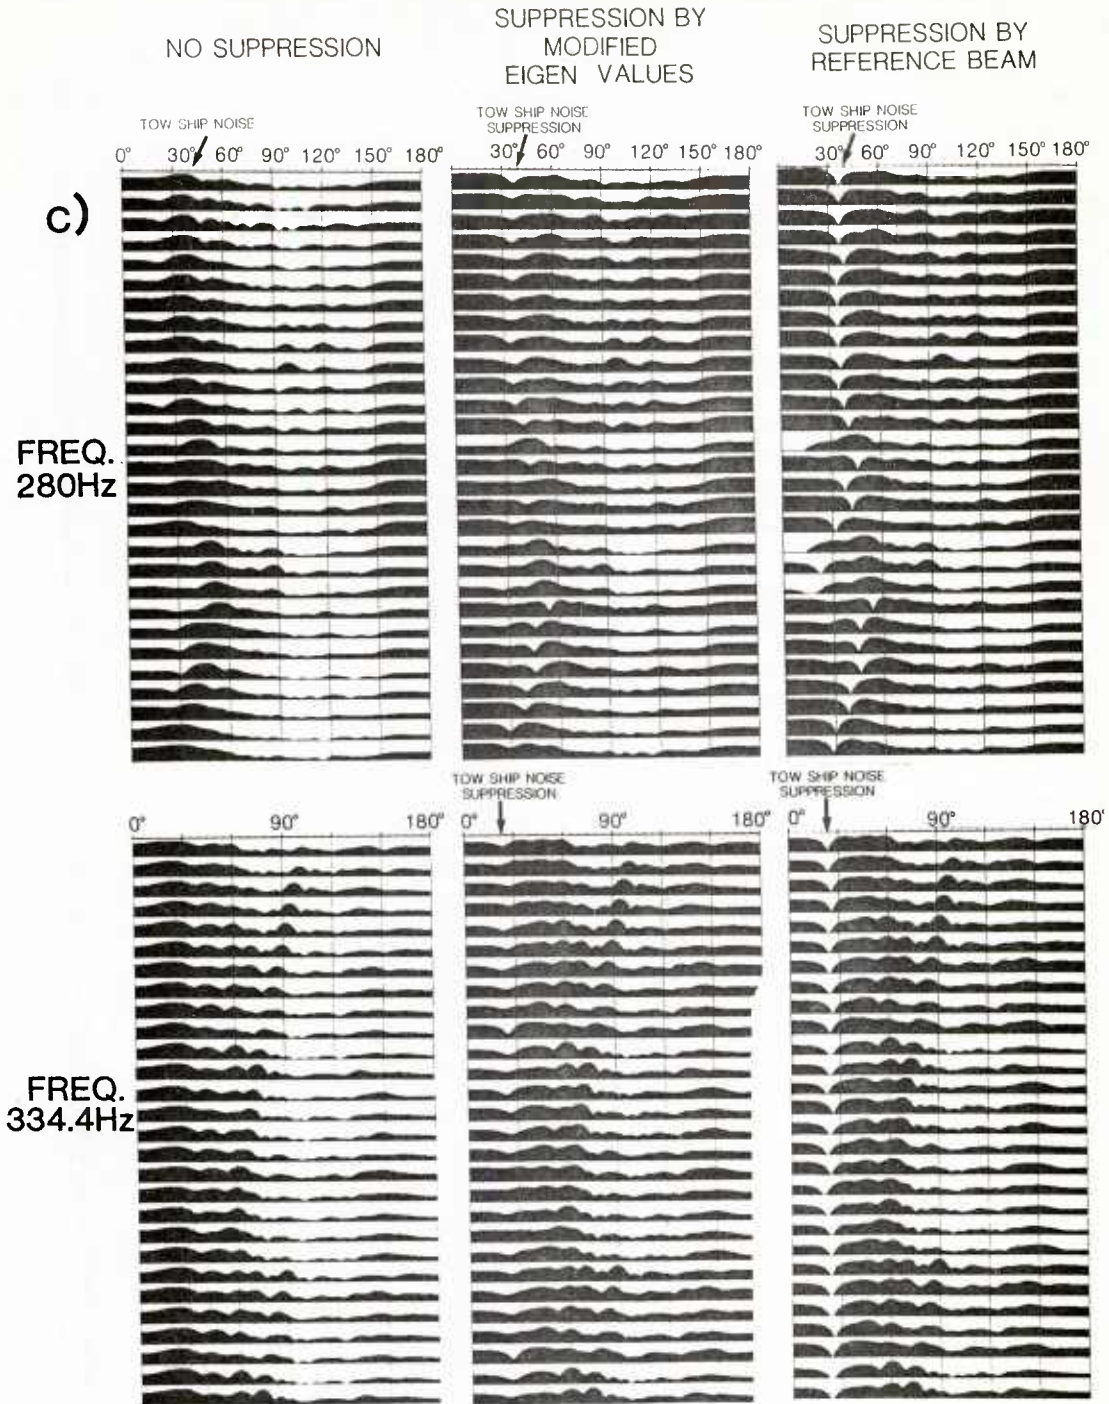 NO SUPPRESSION
SUPPRESSION BY
MODIFIED
EIGEN VALUES
SUPPRESSION BY
REFERENCE BEAM
TOW SHIP NOISE
TOW SHIP NOISE
SUPPRESSION
TOW SHIP NOISE
SUPPRESSION
0° 30° 60° 90° 120° 150° 180°
30° 60° 90° 120° 150° 180°
30° 60° 90° 120° 150° 180°
c)
FREQ.
280Hz
TOW SHIP NOISE
SUPPRESSION
TOW SHIP NOISE
SUPPRESSION
0° 90° 180°
0° 90° 180°
0° 90° 180°
FREQ.
334.4Hz